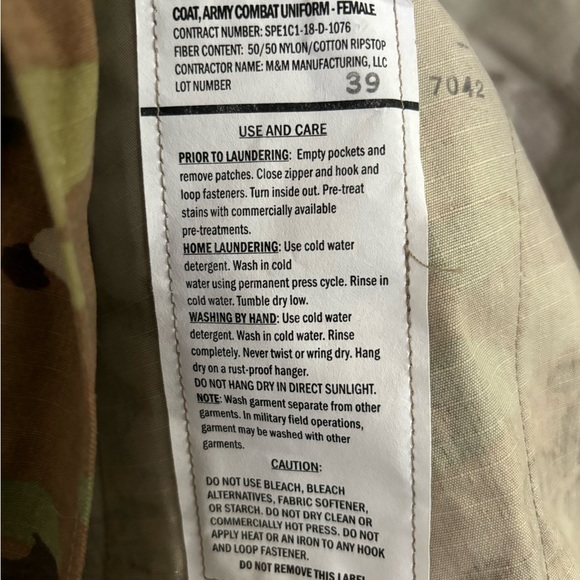 COAT, ARMY COMBAT UNIFORM - FEMALE
CONTRACT NUMBER: SPE1C1-18-D-1076
FIBER CONTENT: 50/50 NYLON/COTTON RIPSTOP
CONTRACTOR NAME: M&M MANUFACTURING, LLC
LOT NUMBER 39 7042
USE AND CARE
PRIOR TO LAUNDERING: Empty pockets and
remove patches. Close zipper and hook and
loop fasteners. Turn inside out. Pre-treat
stains with commercially available
pre-treatments.
HOME LAUNDERING: Use cold water
detergent. Wash in cold
water using permanent press cycle. Rinse in
cold water. Tumble dry low.
WASHING BY HAND: Use cold water
detergent. Wash in cold water. Rinse
completely. Never twist or wring dry. Hang
dry on a rust-proof hanger.
DO NOT HANG DRY IN DIRECT SUNLIGHT.
NOTE: Wash garment separate from other
garments. In military field operations,
garment may be washed with other
garments.
CAUTION:
DO NOT USE BLEACH, BLEACH
ALTERNATIVES, FABRIC SOFTENER,
OR STARCH. DO NOT DRY CLEAN OR
COMMERCIALLY HOT PRESS. DO NOT
APPLY HEAT OR AN IRON TO ANY HOOK
AND LOOP FASTENER.
DO NOT REMOVE THIS LABEL